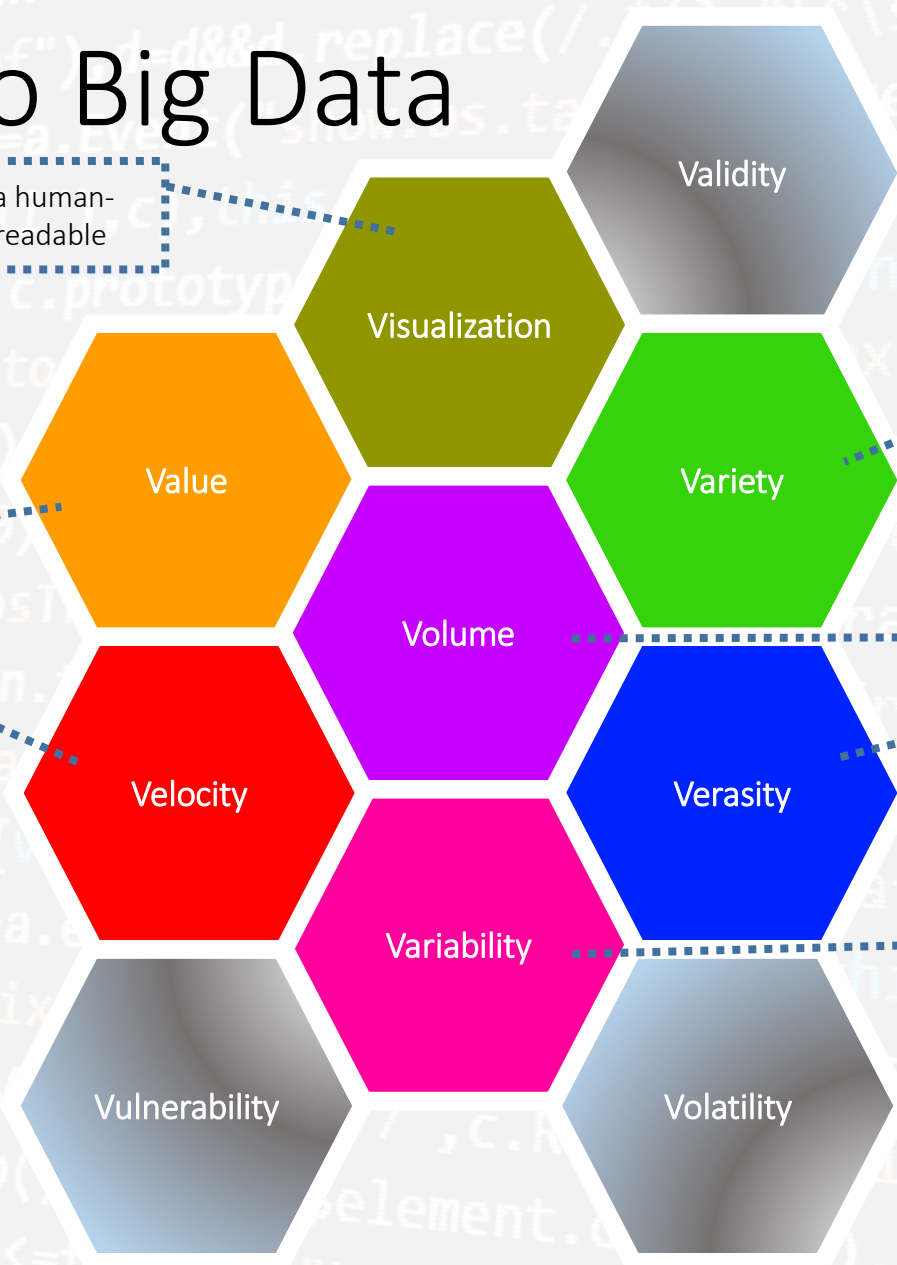 o Big Data
a human-
readable
Validity
Visualization
Value
Variety
Volume
Velocity
Verasity
Variability
Vulnerability
Volatility